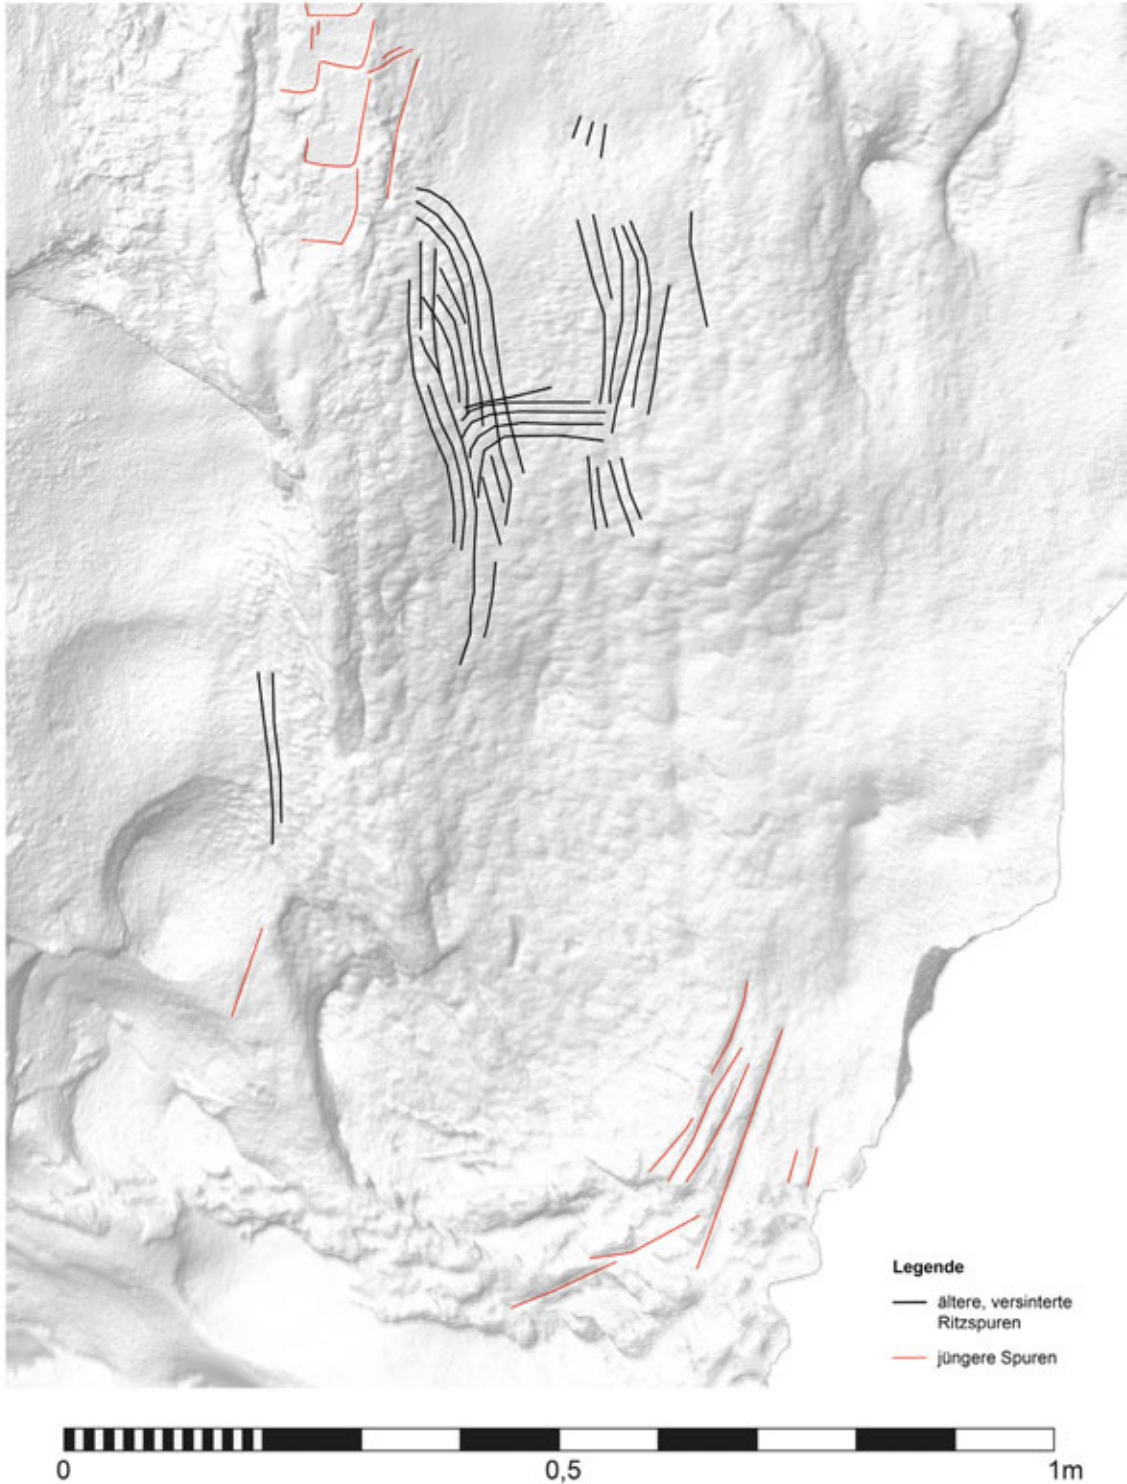 Legende
ältere, versinterte
Ritzspuren
jüngere Spuren
0 0,5 1m